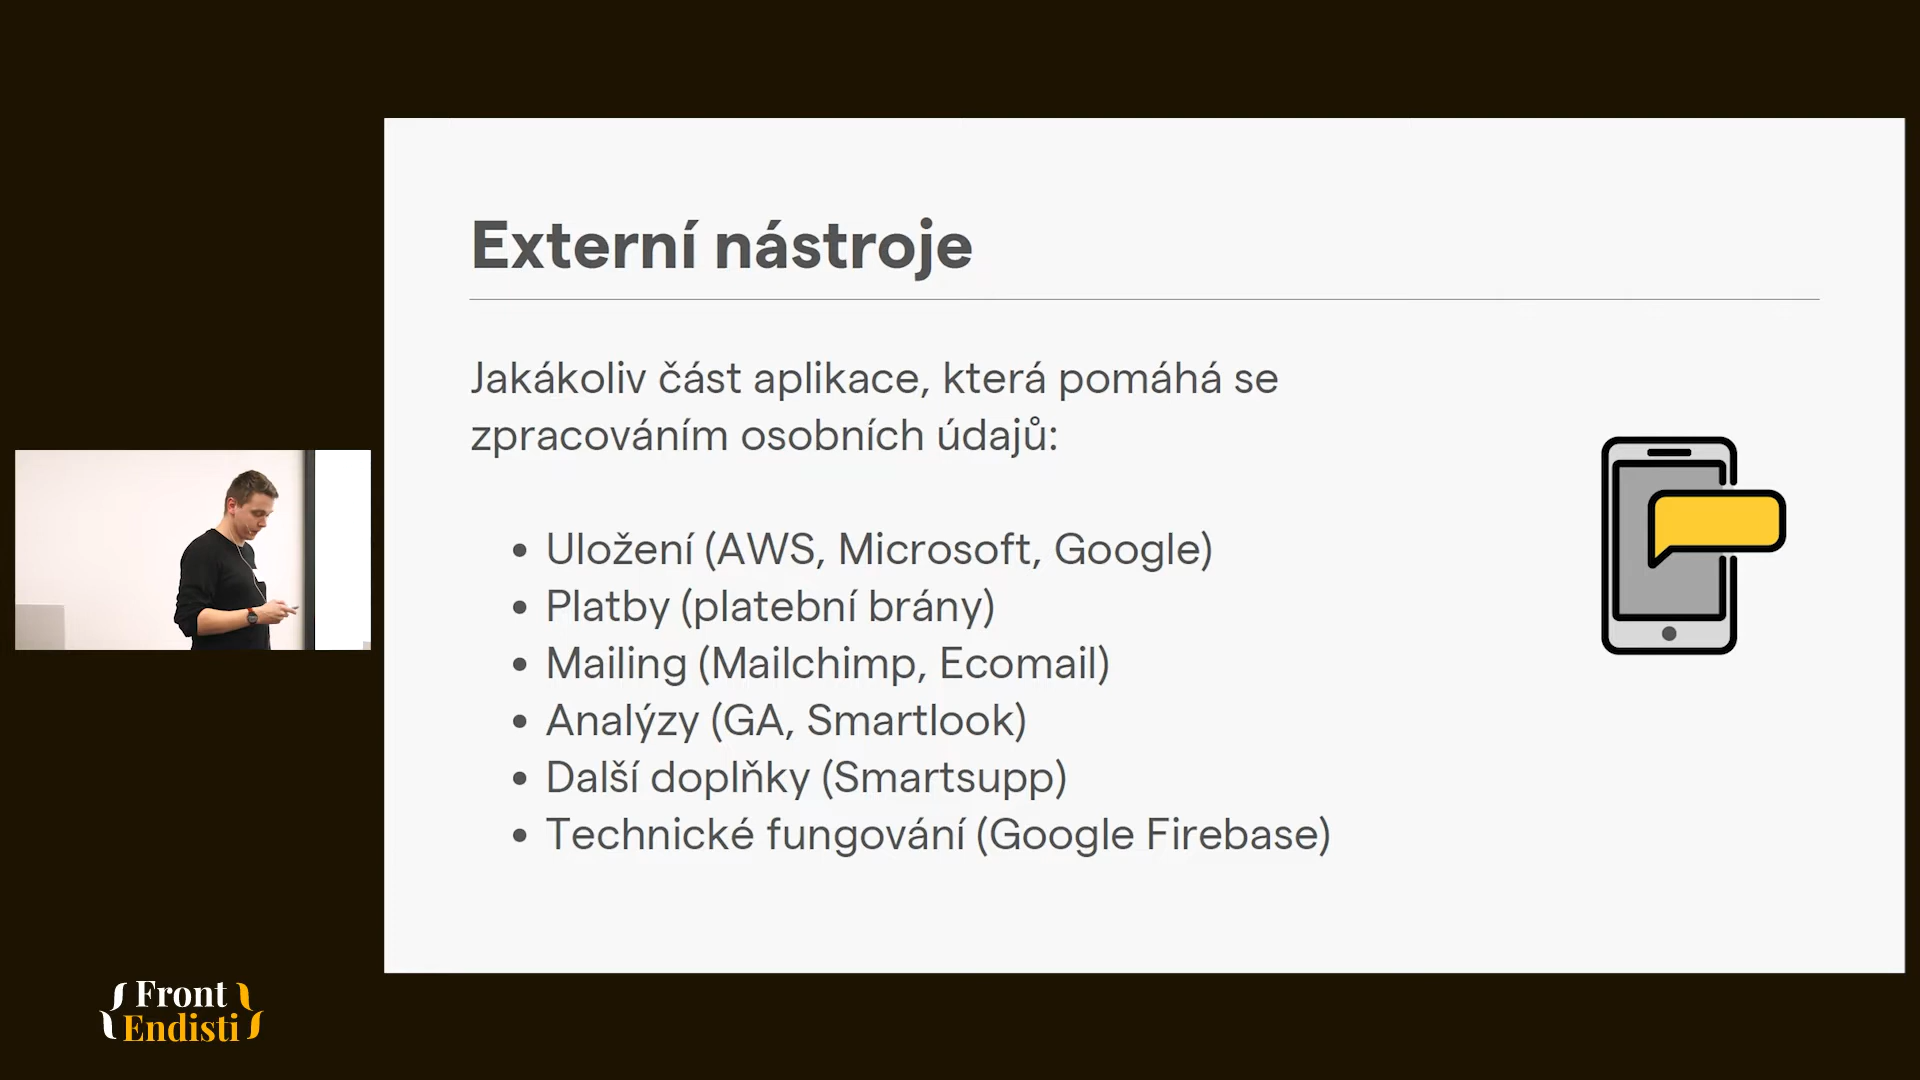 Externí nástroje
Jakákoliv část aplikace, která pomáhá se
zpracováním osobních údajů:
• Uložení (AWS, Microsoft, Google)
• Platby (platební brány)
• Mailing (Mailchimp, Ecomail)
• Analýzy (GA, Smartlook)
• Další doplňky (Smartsupp)
• Technické fungování (Google Firebase)
{ Front }
{ Endisti }